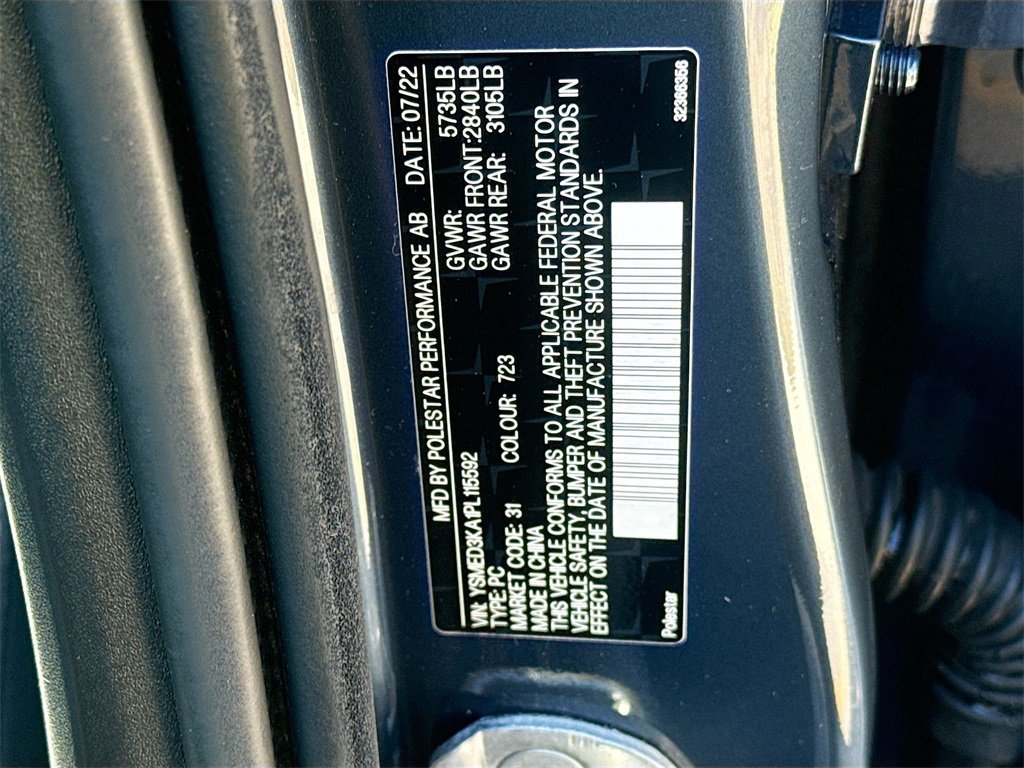 MFD BY POLESTAR PERFORMANCE AB DATE: 07/22
VIN: YSMED3KA1PL115592 GVWR: 5735LB
TYPE: PC GAWR FRONT:2840LB
MARKET CODE: 31 COLOUR: 723 GAWR REAR: 3105LB
MADE IN CHINA
THIS VEHICLE CONFORMS TO ALL APPLICABLE FEDERAL MOTOR
VEHICLE SAFETY, BUMPER AND THEFT PREVENTION STANDARDS IN
EFFECT ON THE DATE OF MANUFACTURE SHOWN ABOVE.
Polestar 32366356